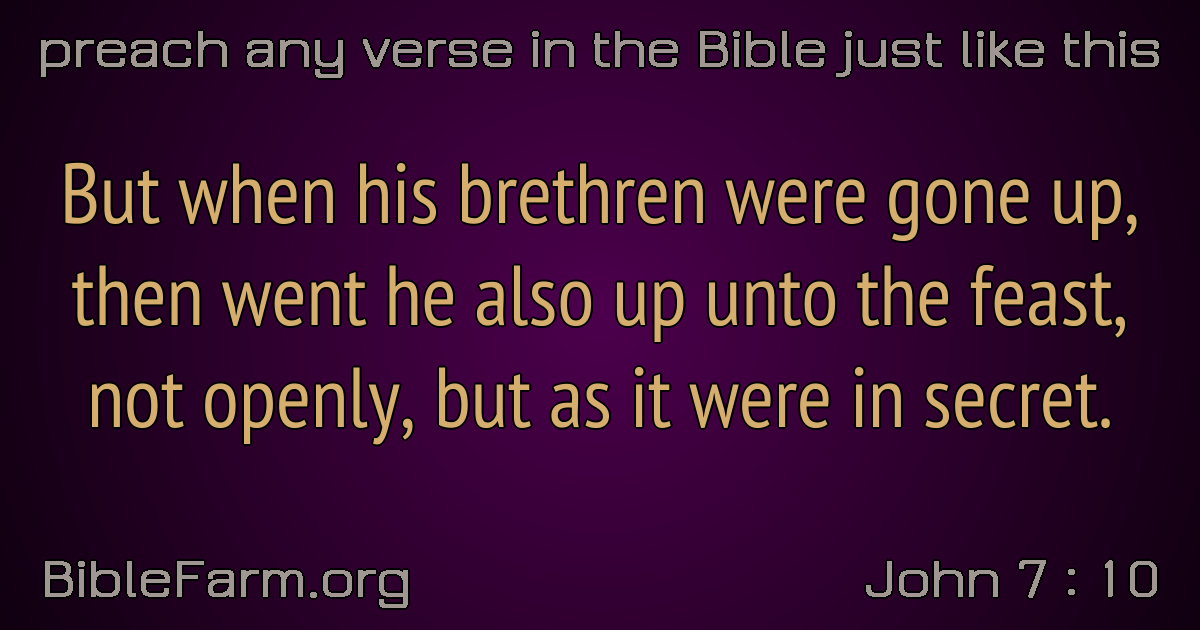 preach any verse in the Bible just like this
But when his brethren were gone up,
then went he also up unto the feast,
not openly, but as it were in secret.
BibleFarm.org
John 7 : 10